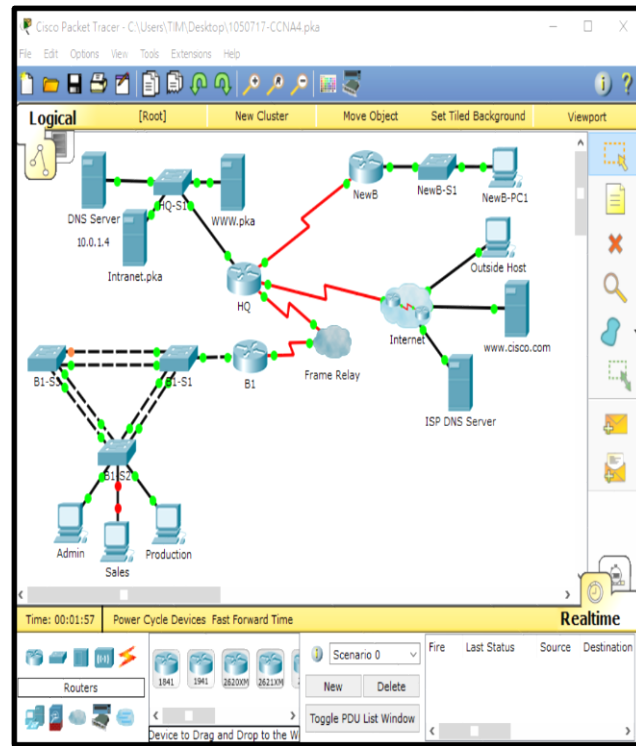 Cisco Packet Tracer - C:\Users\TIM\Desktop\1050717-CCNA4.pka
File Edit Options View Tools Extensions Help
Logical [Root] New Cluster Move Object Set Tiled Background Viewport
DNS Server
10.0.1.4
HQ-S1
WWW.pka
Intranet.pka
NewB
NewB-S1
NewB-PC1
HQ
Outside Host
Internet
www.cisco.com
ISP DNS Server
Frame Relay
B1
B1-S1
B1-S2
Admin
Sales
Production
Time: 00:01:57 Power Cycle Devices Fast Forward Time Realtime
Routers
1841 1941 2620XM 2621XM
Device to Drag and Drop to the W
Scenario 0
New Delete
Toggle PDU List Window
Fire Last Status Source Destination